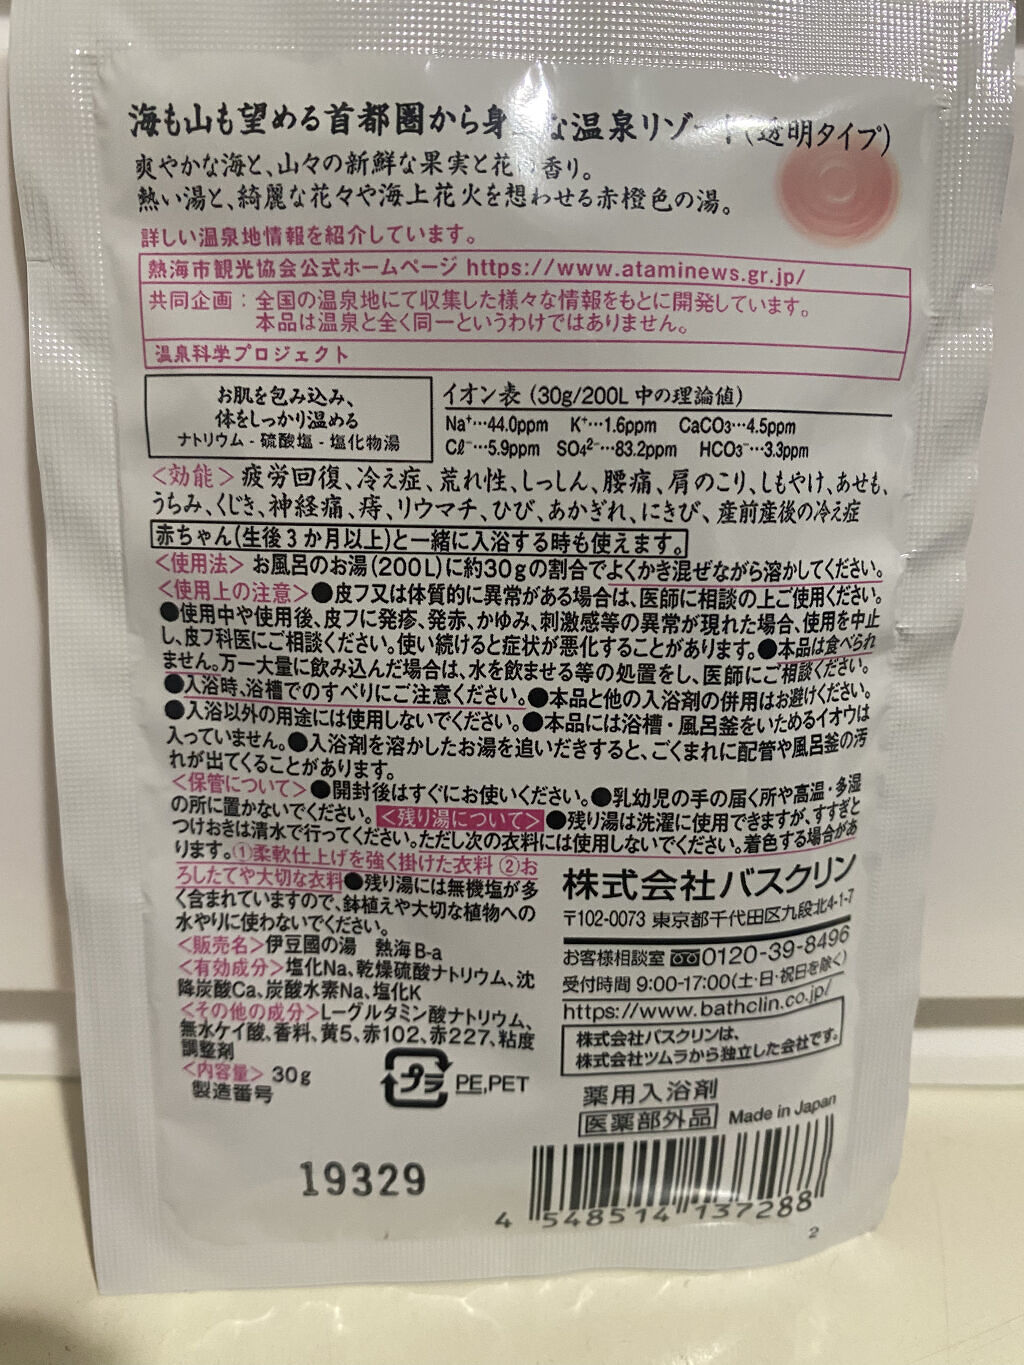 海も山も望める首都圏から身 な温泉リゾート(透明タイプ)
爽やかな海と、山々の新鮮な果実と花 香り。
熱い湯と、綺麗な花々や海上花火を想わせる赤橙色の湯。
詳しい温泉地情報を紹介しています。
熱海市観光協会公式ホームページ https://www.ataminews.gr.jp/
共同企画：全国の温泉地にて収集した様々な情報をもとに開発しています。
本品は温泉と全く同一というわけではありません。
温泉科学プロジェクト
お肌を包み込み、
体をしっかり温める
ナトリウム - 硫酸塩 - 塩化物湯
イオン表 (30g/200L 中の理論値)
Na⁺…44.0ppm K⁺…1.6ppm CaCO₃…4.5ppm
Cℓ⁻…5.9ppm SO₄²⁻…83.2ppm HCO₃⁻…3.3ppm
＜効能＞疲労回復、冷え症、荒れ性、しっしん、腰痛、肩のこり、しもやけ、あせも、
うちみ、くじき、神経痛、痔、リウマチ、ひび、あかぎれ、にきび、産前産後の冷え症
赤ちゃん(生後3か月以上)と一緒に入浴する時も使えます。
＜使用法＞お風呂のお湯(200L)に約30gの割合でよくかき混ぜながら溶かしてください。
＜使用上の注意＞●皮フ又は体質的に異常がある場合は、医師に相談の上ご使用ください。
●使用中や使用後、皮フに発疹、発赤、かゆみ、刺激感等の異常が現れた場合、使用を中止
し、皮フ科医にご相談ください。使い続けると症状が悪化することがあります。●本品は食べられ
ません。万一大量に飲み込んだ場合は、水を飲ませる等の処置をし、医師にご相談ください。
●入浴時、浴槽でのすべりにご注意ください。●本品と他の入浴剤の併用はお避けください。
●入浴以外の用途には使用しないでください。●本品には浴槽・風呂釜をいためるイオウは
入っていません。●入浴剤を溶かしたお湯を追いだきすると、ごくまれに配管や風呂釜の汚
れが出てくることがあります。
＜保管について＞●開封後はすぐにお使いください。●乳幼児の手の届く所や高温・多湿
の所に置かないでください。＜残り湯について＞●残り湯は洗濯に使用できますが、すすぎと
つけおきは清水で行ってください。ただし次の衣料には使用しないでください。着色する場合があ
ります。①柔軟仕上げを強く掛けた衣料 ②お
ろしたてや大切な衣料●残り湯には無機塩が多
く含まれていますので、鉢植えや大切な植物への
水やりに使わないでください。
＜販売名＞伊豆國の湯 熱海B-a
＜有効成分＞塩化Na、乾燥硫酸ナトリウム、沈
降炭酸Ca、炭酸水素Na、塩化K
＜その他の成分＞L-グルタミン酸ナトリウム、
無水ケイ酸、香料、黄5、赤102、赤227、粘度
調整剤
＜内容量＞ 30g
製造番号
プラ PE,PET
19329
株式会社バスクリン
〒102-0073 東京都千代田区九段北4-1-7
お客様相談室 0120-39-8496
受付時間 9:00-17:00(土・日・祝日を除く)
https://www.bathclin.co.jp/
株式会社バスクリンは、
株式会社ツムラから独立した会社です。
薬用入浴剤
医薬部外品 Made in Japan
4 548514 137288
2